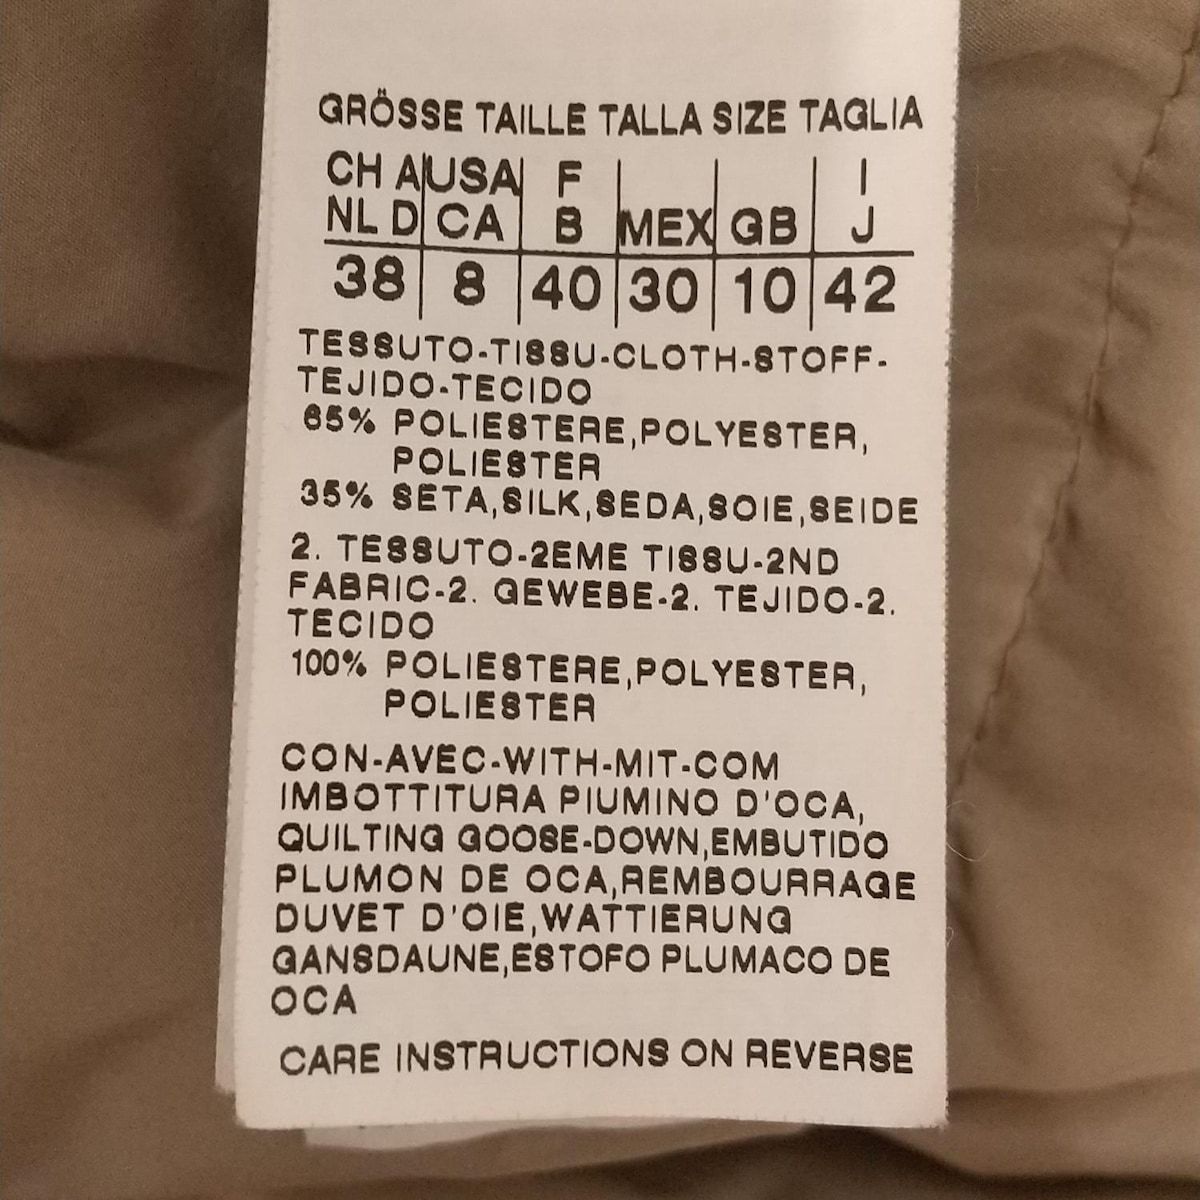 GRÖSSE TAILLE TALLA SIZE TAGLIA
CH A USA F I
NL D CA B MEX GB J
38 8 40 30 10 42
TESSUTO-TISSU-CLOTH-STOFF-
TEJIDO-TECIDO
65% POLIESTERE,POLYESTER,
POLIESTER
35% SETA,SILK,SEDA,SOIE,SEIDE
2. TESSUTO-2EME TISSU-2ND
FABRIC-2. GEWEBE-2. TEJIDO-2.
TECIDO
100% POLIESTERE,POLYESTER,
POLIESTER
CON-AVEC-WITH-MIT-COM
IMBOTTITURA PIUMINO D'OCA,
QUILTING GOOSE-DOWN,EMBUTIDO
PLUMON DE OCA,REMBOURRAGE
DUVET D'OIE,WATTIERUNG
GANSDAUNE,ESTOFO PLUMACO DE
OCA
CARE INSTRUCTIONS ON REVERSE